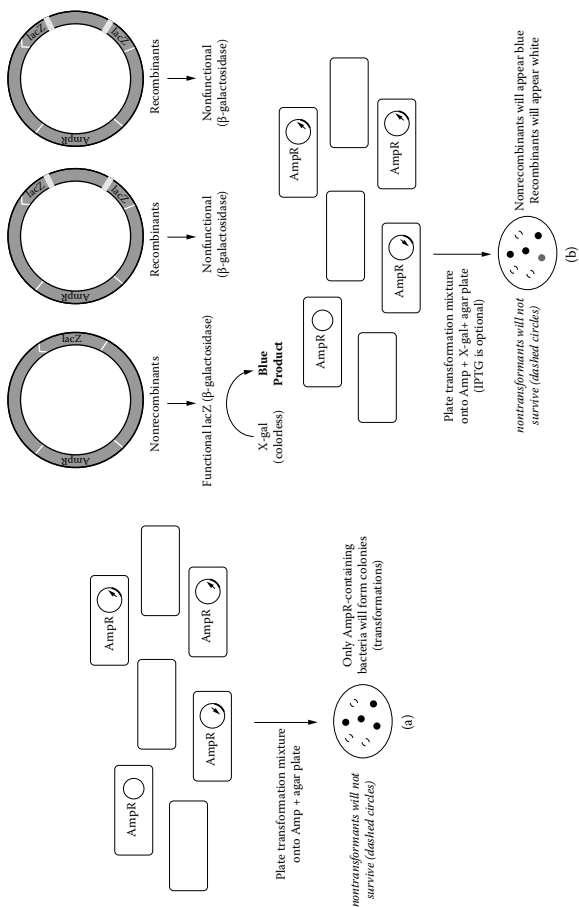 AmpR
AmpR
AmpR
AmpR
Plate transformation mixture
onto Amp + agar plate
nontransformants will not
survive (dashed circles)
Only AmpR-containing
bacteria will form colonies
(transformations)
(a)
lacZ
AmpR
Nonrecombinants
Functional lacZ (β-galactosidase)
X-gal
(colorless)
Blue
Product
lacZ
lacZ
AmpR
Recombinants
Nonfunctional
(β-galactosidase)
lacZ
lacZ
AmpR
Recombinants
Nonfunctional
(β-galactosidase)
AmpR
AmpR
AmpR
AmpR
Plate transformation mixture
onto Amp + X-gal+ agar plate
(IPTG is optional)
nontransformants will not
survive (dashed circles)
Nonrecombinants will appear blue
Recombinants will appear white
(b)